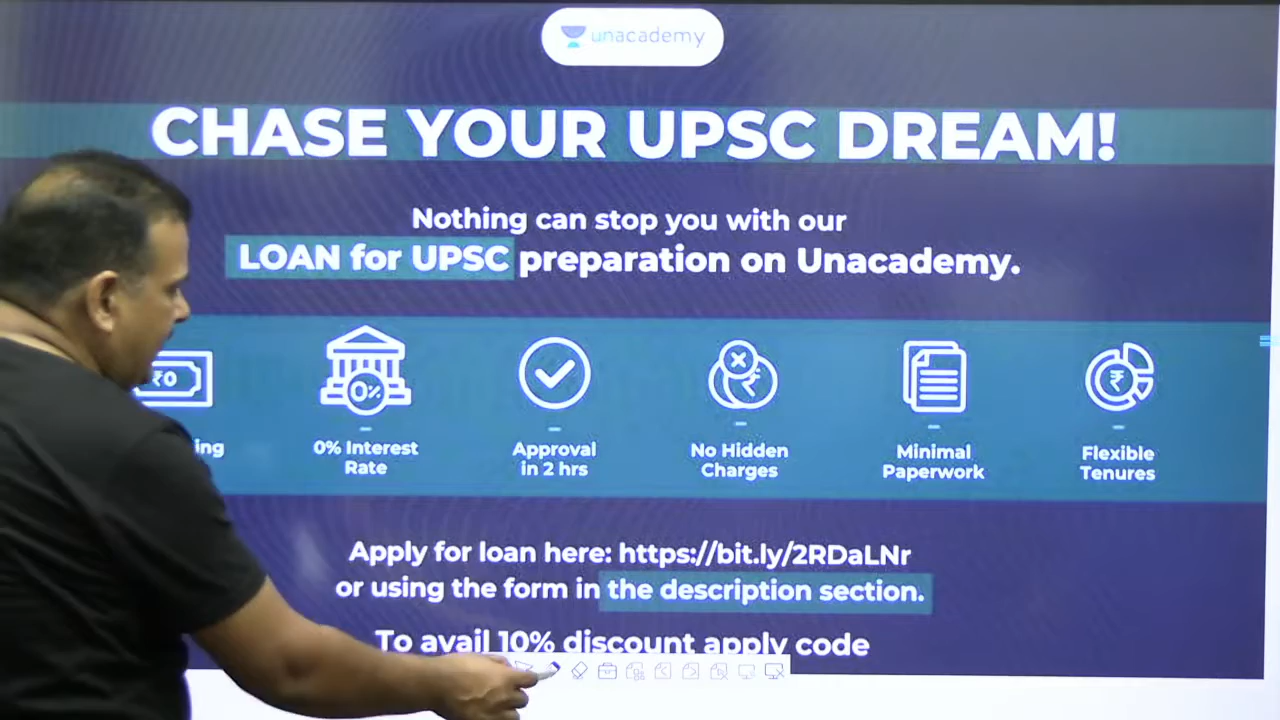 unacademy
CHASE YOUR UPSC DREAM!
Nothing can stop you with our
LOAN for UPSC preparation on Unacademy.
₹0
0%
₹
₹
0% Interest
Rate
Approval
in 2 hrs
No Hidden
Charges
Minimal
Paperwork
Flexible
Tenures
Apply for loan here: https://bit.ly/2RDaLNr
or using the form in the description section.
To avail 10% discount apply code